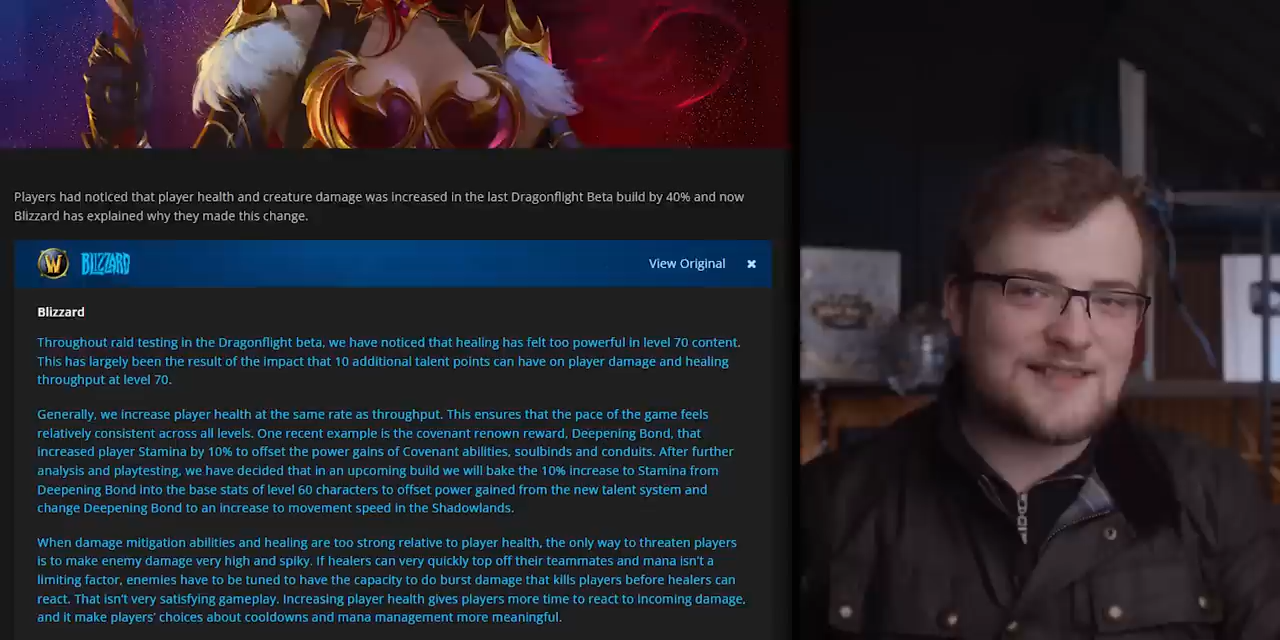 Players had noticed that player health and creature damage was increased in the last Dragonflight Beta build by 40% and now
Blizzard has explained why they made this change.
W BLIZZARD View Original ✖
Blizzard
Throughout raid testing in the Dragonflight beta, we have noticed that healing has felt too powerful in level 70 content.
This has largely been the result of the impact that 10 additional talent points can have on player damage and healing
throughput at level 70.
Generally, we increase player health at the same rate as throughput. This ensures that the pace of the game feels
relatively consistent across all levels. One recent example is the covenant renown reward, Deepening Bond, that
increased player Stamina by 10% to offset the power gains of Covenant abilities, soulbinds and conduits. After further
analysis and playtesting, we have decided that in an upcoming build we will bake the 10% increase to Stamina from
Deepening Bond into the base stats of level 60 characters to offset power gained from the new talent system and
change Deepening Bond to an increase to movement speed in the Shadowlands.
When damage mitigation abilities and healing are too strong relative to player health, the only way to threaten players
is to make enemy damage very high and spiky. If healers can very quickly top off their teammates and mana isn't a
limiting factor, enemies have to be tuned to have the capacity to do burst damage that kills players before healers can
react. That isn't very satisfying gameplay. Increasing player health gives players more time to react to incoming damage,
and it make players' choices about cooldowns and mana management more meaningful.